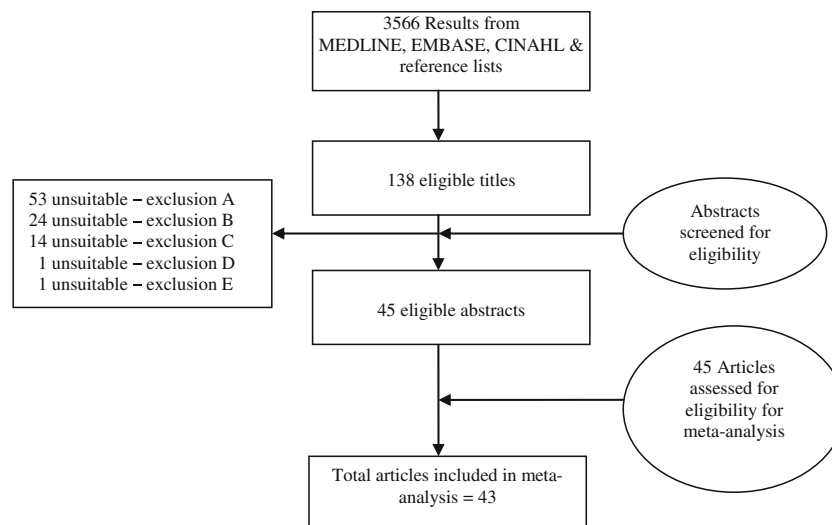 3566 Results from
MEDLINE, EMBASE, CINAHL &
reference lists
138 eligible titles
53 unsuitable – exclusion A
24 unsuitable – exclusion B
14 unsuitable – exclusion C
1 unsuitable – exclusion D
1 unsuitable – exclusion E
Abstracts
screened for
eligibility
45 eligible abstracts
45 Articles
assessed for
eligibility for
meta-analysis
Total articles included in meta-
analysis = 43